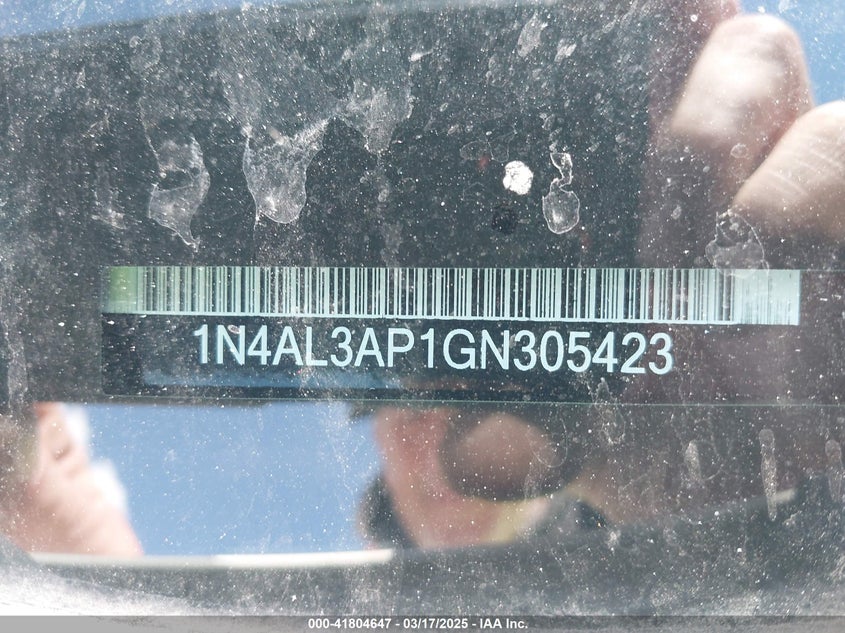 1N4AL3AP1GN305423
000-41804647 / 03/17/2025 - IAA Inc.